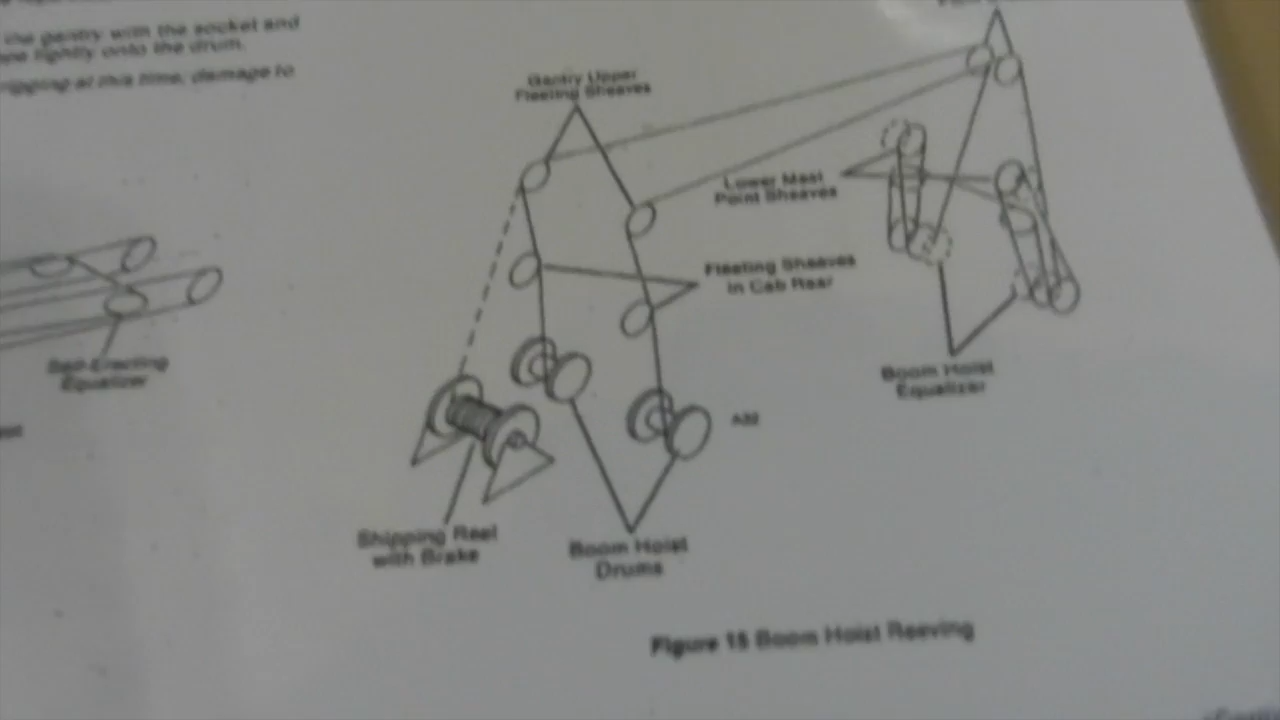 the gantry with the socket and
tightly onto the drum.
ripping at this time, damage to
Gantry Upper
Fleeting Sheaves
Lower Mast
Point Sheaves
Fleeting Sheaves
in Cab Rear
Self-Erecting
Equalizer
Boom Hoist
Equalizer
Shipping Reel
with Brake
Boom Hoist
Drums
Figure 15 Boom Hoist Reeving